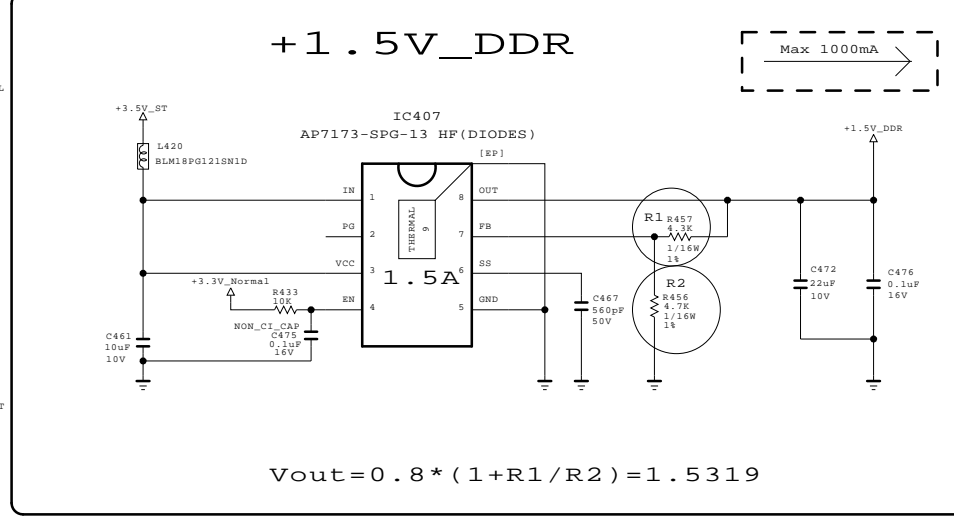 +1.5V_DDR
Max 1000mA
L
+3.5V_ST
L420
BLM18PG121SN1D
IC407
AP7173-SPG-13 HF(DIODES)
[EP]
+1.5V_DDR
IN
1
8
OUT
PG
2
THERMAL
9
7
FB
VCC
3
1.5A
6
SS
EN
4
5
GND
R1
R457
4.3K
1/16W
1%
R2
R456
4.7K
1/16W
1%
+3.3V_Normal
R433
10K
NON_CI_CAP
C475
0.1uF
16V
C461
10uF
10V
C467
560pF
50V
C472
22uF
10V
C476
0.1uF
16V
T
Vout=0.8*(1+R1/R2)=1.5319